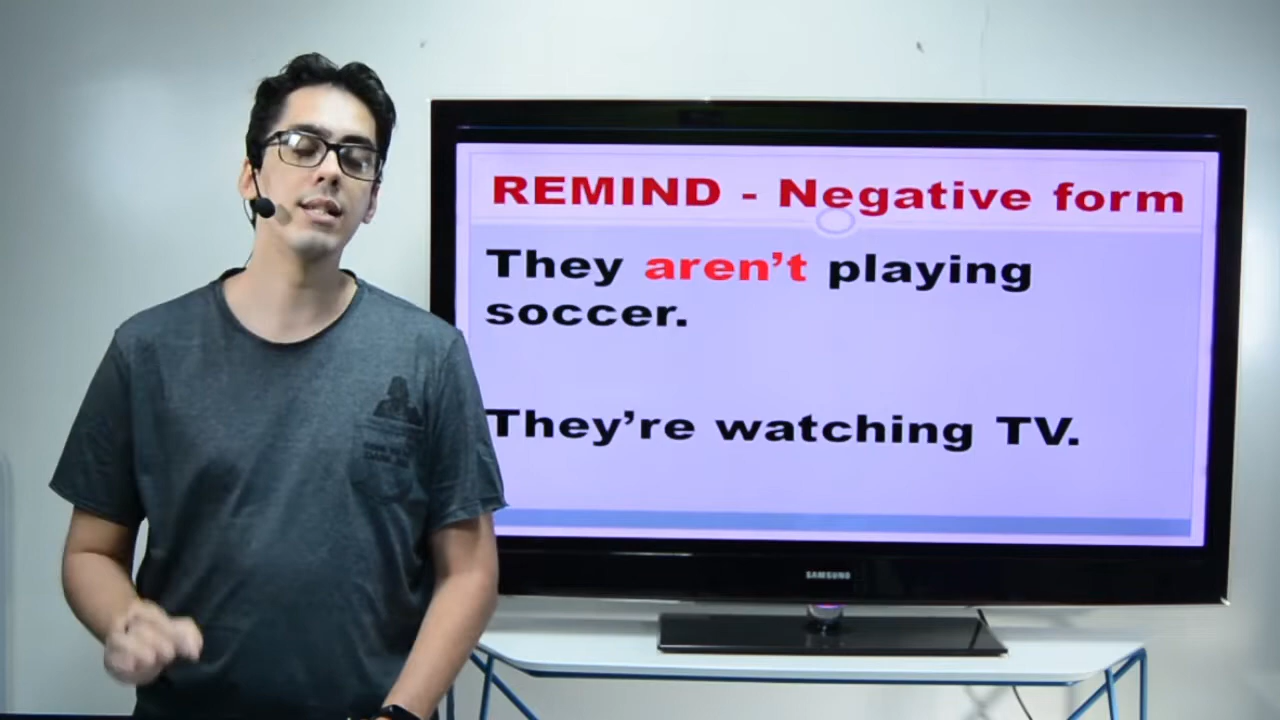 REMIND - Negative form
They aren't playing
soccer.
They're watching TV.
SAMSUNG